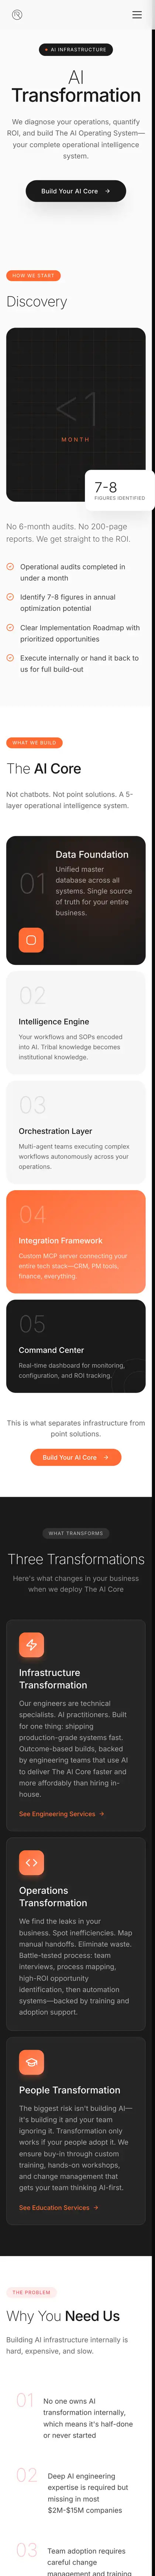 AI INFRASTRUCTURE
AI
Transformation
We diagnose your operations, quantify
ROI, and build The AI Operating System—
your complete operational intelligence
system.
Build Your AI Core →
HOW WE START
Discovery
<1
MONTH
7-8
FIGURES IDENTIFIED
No 6-month audits. No 200-page
reports. We get straight to the ROI.
Operational audits completed in
under a month
Identify 7-8 figures in annual
optimization potential
Clear Implementation Roadmap with
prioritized opportunities
Execute internally or hand it back to
us for full build-out
WHAT WE BUILD
The AI Core
Not chatbots. Not point solutions. A 5-
layer operational intelligence system.
01
Data Foundation
Unified master
database across all
systems. Single source
of truth for your entire
business.
02
Intelligence Engine
Your workflows and SOPs encoded
into AI. Tribal knowledge becomes
institutional knowledge.
03
Orchestration Layer
Multi-agent teams executing complex
workflows autonomously across your
operations.
04
Integration Framework
Custom MCP server connecting your
entire tech stack—CRM, PM tools,
finance, everything.
05
Command Center
Real-time dashboard for monitoring,
configuration, and ROI tracking.
This is what separates infrastructure from
point solutions.
Build Your AI Core →
WHAT TRANSFORMS
Three Transformations
Here's what changes in your business
when we deploy The AI Core
Infrastructure
Transformation
Our engineers are technical
specialists. AI practitioners. Built
for one thing: shipping
production-grade systems fast.
Outcome-based builds, backed
by engineering teams that use AI
to deliver The AI Core faster and
more affordably than hiring in-
house.
See Engineering Services →
Operations
Transformation
We find the leaks in your
business. Spot inefficiencies. Map
manual handoffs. Eliminate waste.
Battle-tested process: team
interviews, process mapping,
high-ROI opportunity
identification, then automation
systems—backed by training and
adoption support.
People Transformation
The biggest risk isn't building AI—
it's building it and your team
ignoring it. Transformation only
works if your people adopt it. We
ensure buy-in through custom
training, hands-on workshops,
and change management that
gets your team thinking AI-first.
See Education Services →
THE PROBLEM
Why You Need Us
Building AI infrastructure internally is
hard, expensive, and slow.
01
No one owns AI
transformation internally,
which means it's half-done
or never started
02
Deep AI engineering
expertise is required but
missing in most
$2M-$15M companies
03
Team adoption requires
careful change
management and training